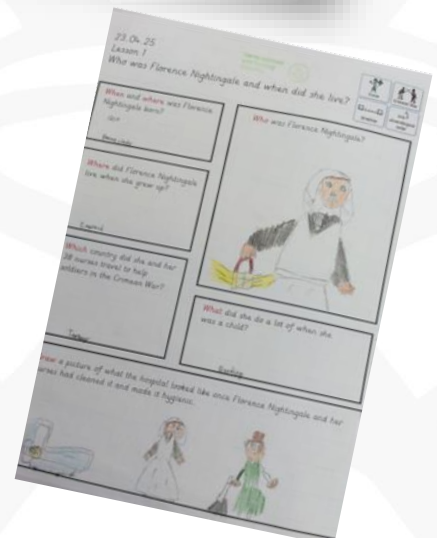 23.04.25
Lesson 1
Who was Florence Nightingale and when did she live?
When and where was Florence
Nightingale born?
Where did Florence Nightingale
live when she grew up?
Which country did she and her
38 nurses travel to help
soldiers in the Crimean War?
Who was Florence Nightingale?
What did she do a lot of when she
was a child?
Reading
Draw a picture of what the hospital looked like once Florence Nightingale and her
nurses had cleaned it and made it hygienic.